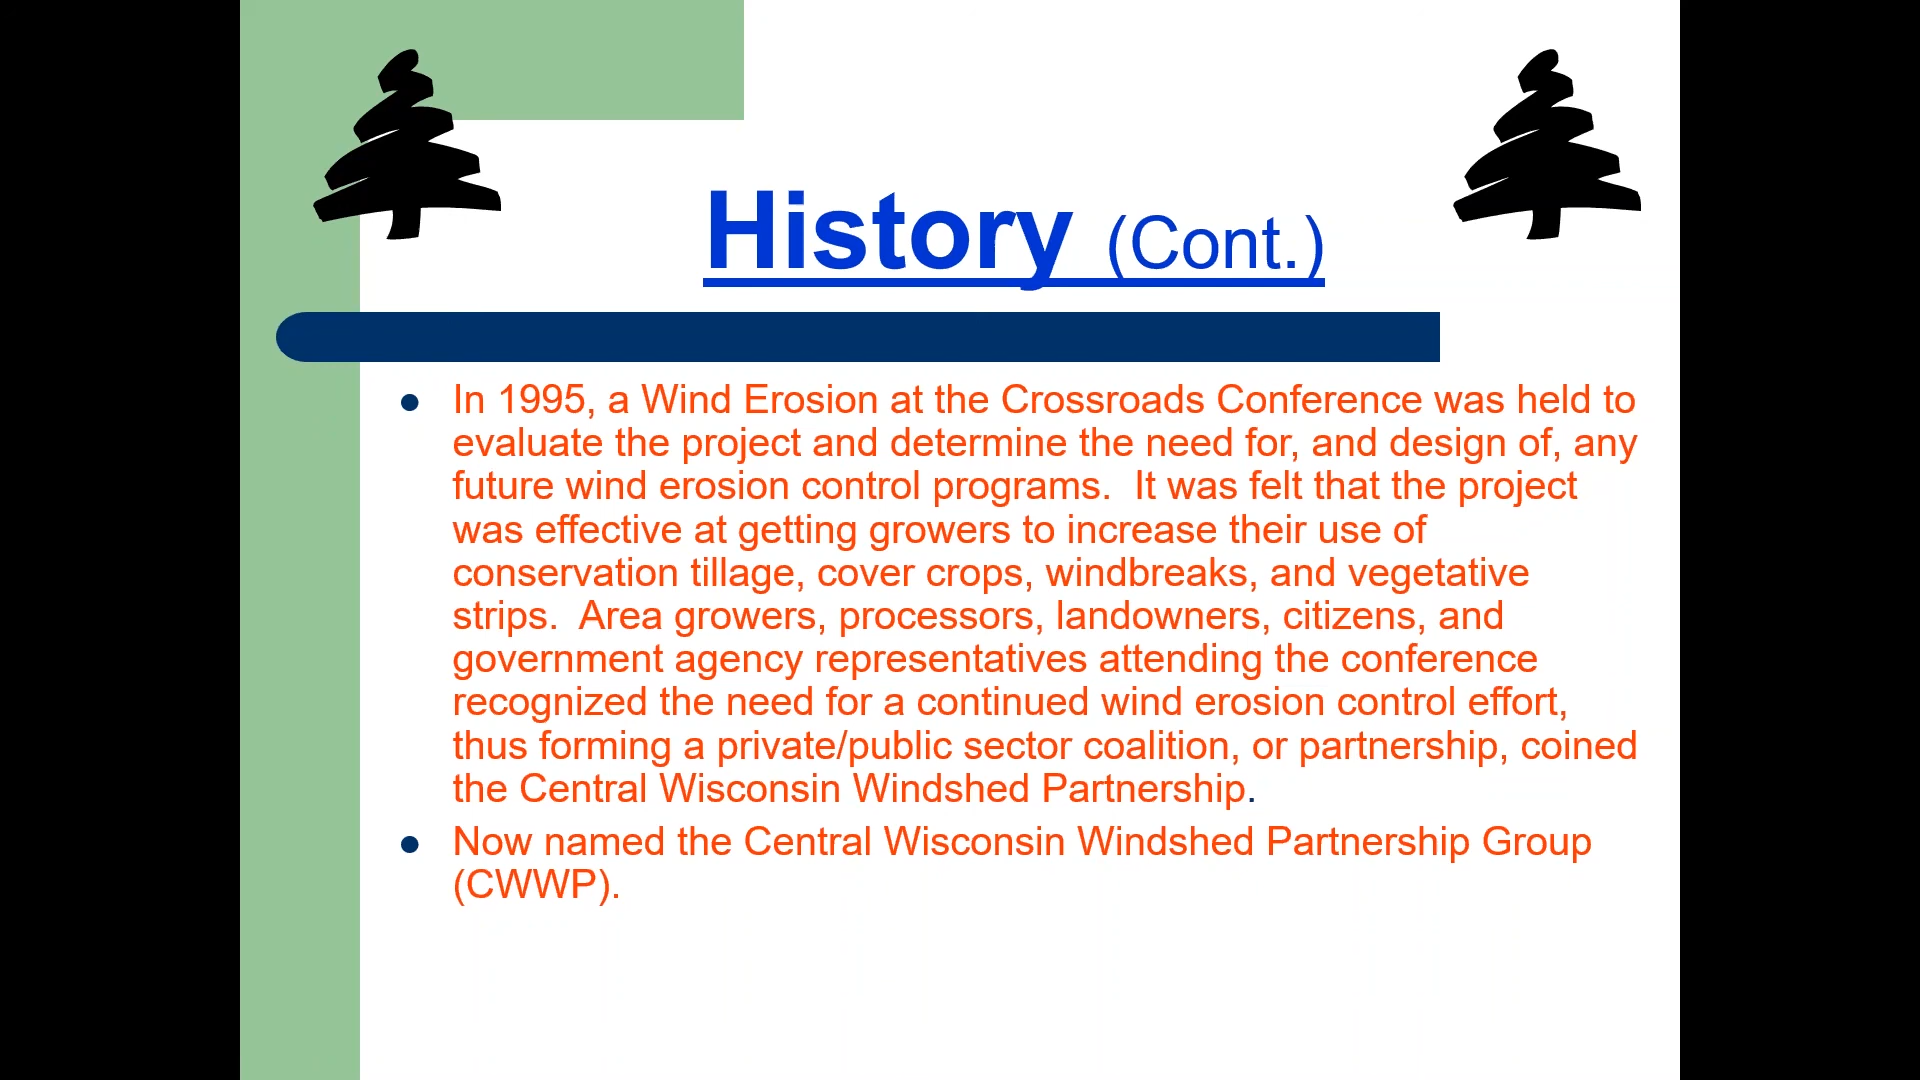 History (Cont.)
In 1995, a Wind Erosion at the Crossroads Conference was held to
evaluate the project and determine the need for, and design of, any
future wind erosion control programs.  It was felt that the project
was effective at getting growers to increase their use of
conservation tillage, cover crops, windbreaks, and vegetative
strips.  Area growers, processors, landowners, citizens, and
government agency representatives attending the conference
recognized the need for a continued wind erosion control effort,
thus forming a private/public sector coalition, or partnership, coined
the Central Wisconsin Windshed Partnership.
Now named the Central Wisconsin Windshed Partnership Group
(CWWP).